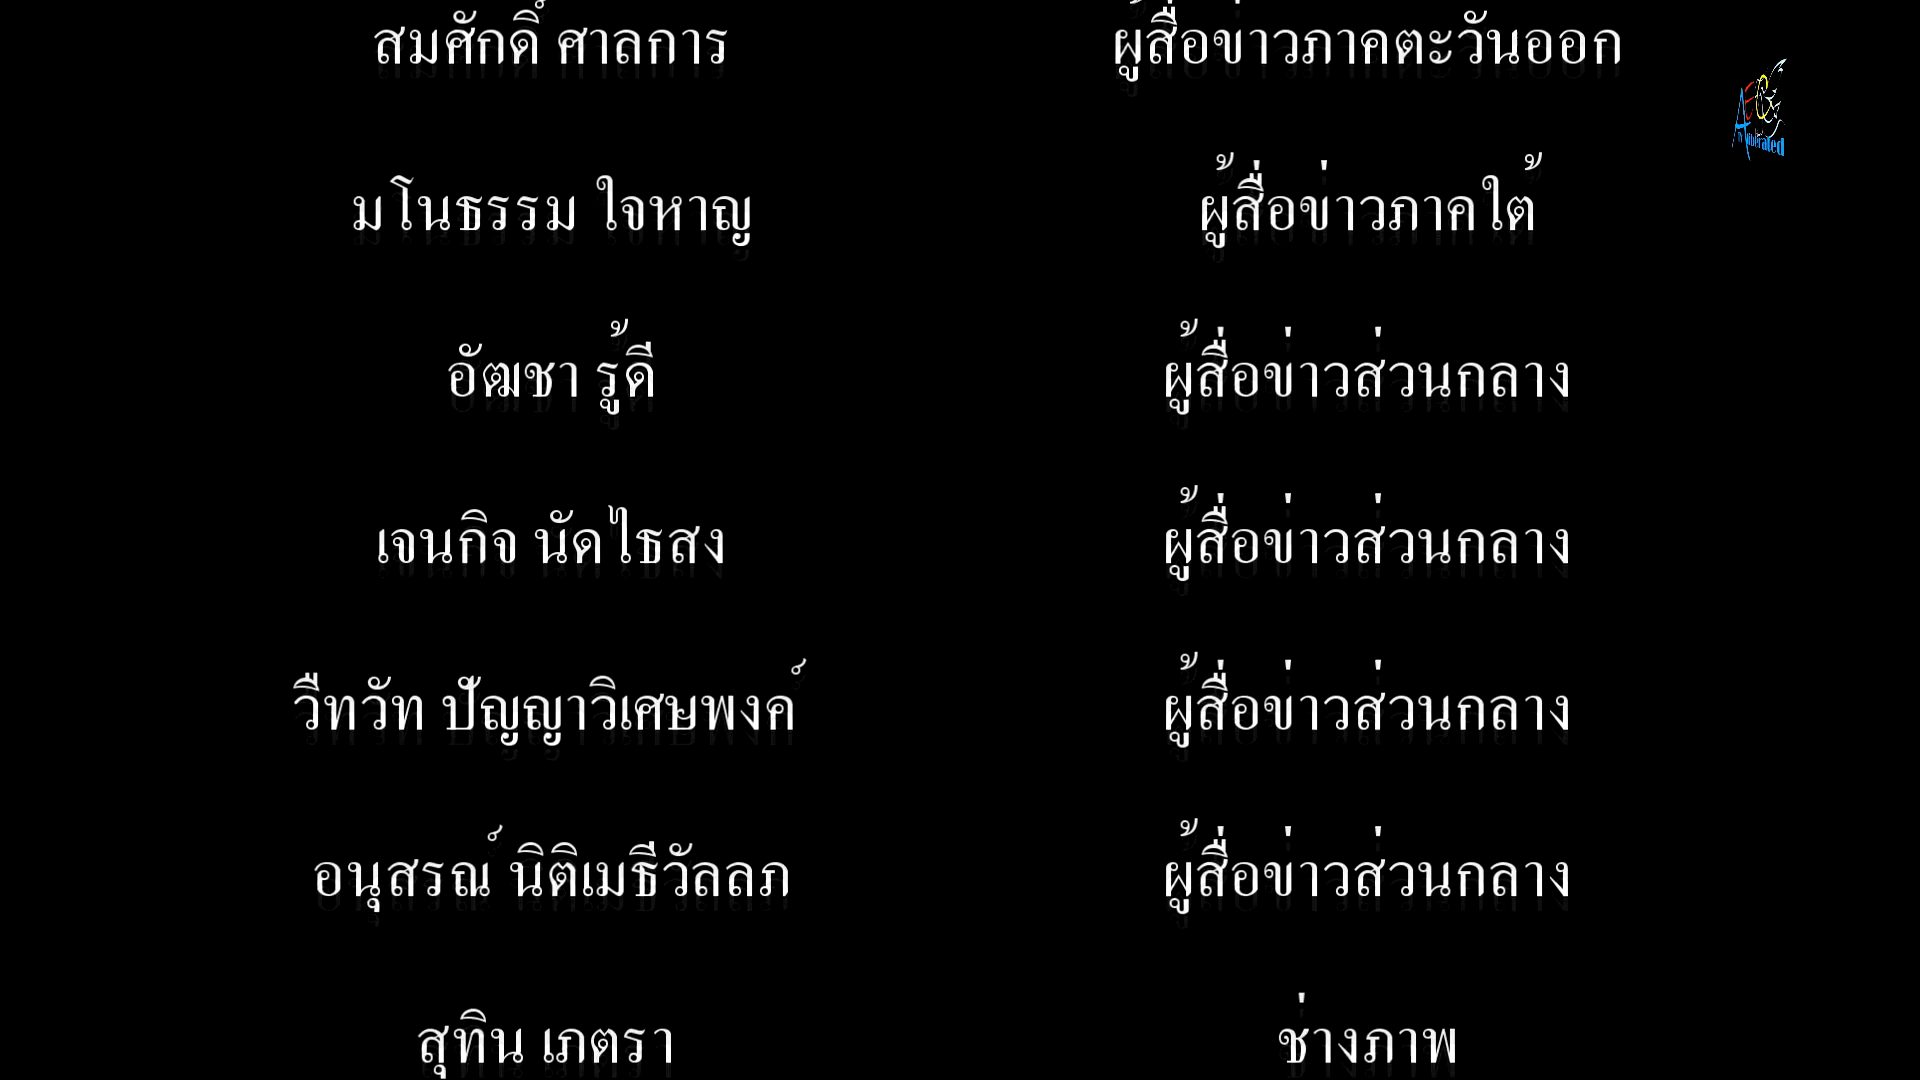 สมศักดิ์ ศาลการ ผู้สื่อข่าวภาคตะวันออก
มโนธรรม ใจหาญ ผู้สื่อข่าวภาคใต้
อัฒชา รู้ดี ผู้สื่อข่าวส่วนกลาง
เจนกิจ นัดไธสง ผู้สื่อข่าวส่วนกลาง
วืทวัท ปัญญาวิเศษพงค์ ผู้สื่อข่าวส่วนกลาง
อนุสรณ์ นิติเมธีวัลลภ ผู้สื่อข่าวส่วนกลาง
สุทิน เภตรา ช่างภาพ